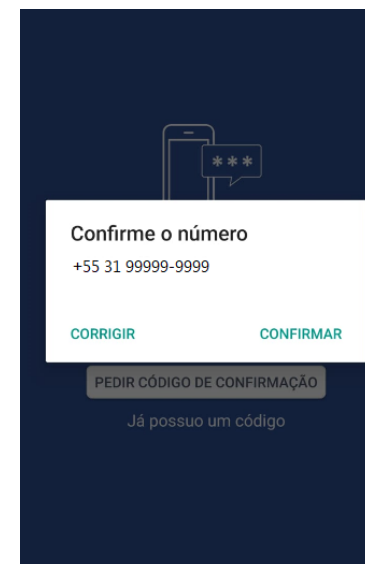 ***
Confirme o número
+55 31 99999-9999
CORRIGIR CONFIRMAR
PEDIR CÓDIGO DE CONFIRMAÇÃO
Já possuo um código